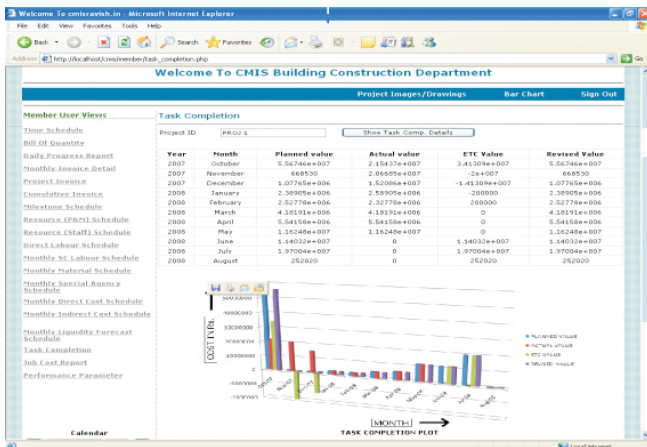 Welcome To cmisravish.in - Microsoft Internet Explorer
File Edit View Favorites Tools Help
Back Search Favorites
Address http://localhost/cmis/member/task_completion.php Go
Welcome To CMIS Building Construction Department
Project Images/Drawings Bar Chart Sign Out
Member User Views
Task Completion
Time Schedule
Project ID PROJ 1 Show Task Comp. Details
Bill Of Quantity
Daily Progress Report
Monthly Invoice Detail
Project Invoice
Cumulative Invoice
Milestone Schedule
Resource (P&M) Schedule
Resource (Staff) Schedule
Direct Labour Schedule
Monthly SC Labour Schedule
Monthly Material Schedule
Monthly Special Agency Schedule
Monthly Direct Cost Schedule
Monthly Indirect Cost Schedule
Monthly Liquidity Forecast Schedule
Task Completion
Job Cost Report
Performance Parameter
Calendar
Year Month Planned value Actual value ETC Value Revised Value
2007 October 5.56746e+007 2.15437e+007 3.41309e+007 5.56746e+007
2007 November 668530 2.06685e+007 -2e+007 668530
2007 December 1.07765e+006 1.52086e+007 -1.41309e+007 1.07765e+006
2008 January 2.38905e+006 2.58905e+006 -200000 2.38905e+006
2008 February 2.52778e+006 2.32778e+006 200000 2.52778e+006
2008 March 4.18191e+006 4.18191e+006 0 4.18191e+006
2008 April 5.54158e+006 5.54158e+006 0 5.54158e+006
2008 May 1.16248e+007 1.16248e+007 0 1.16248e+007
2008 June 1.14032e+007 0 1.14032e+007 1.14032e+007
2008 July 1.97004e+007 0 1.97004e+007 1.97004e+007
2008 August 252020 0 252020 252020
COST IN Rs.
50000000
40000000
30000000
20000000
10000000
0
-10000000
-20000000
PLANNED VALUE
ACTUAL VALUE
ETC VALUE
REVISED VALUE
MONTH
TASK COMPLETION PLOT
Local intranet